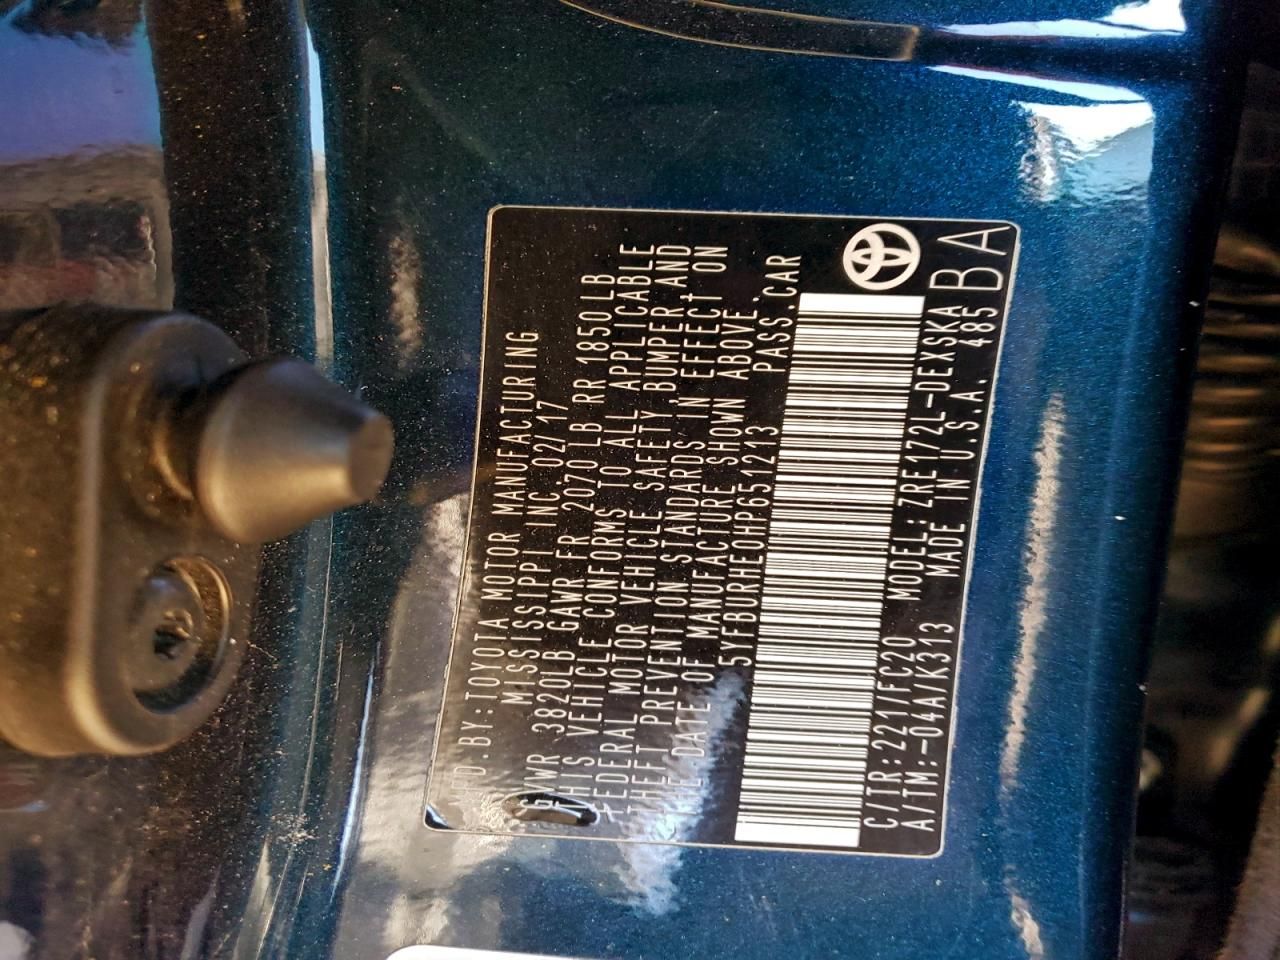 MFD.BY:TOYOTA MOTOR MANUFACTURING
MISSISSIPPI INC. 02/17
GVWR 3820LB GAWR FR 2070LB RR 1850LB
THIS VEHICLE CONFORMS TO ALL APPLICABLE
FEDERAL MOTOR VEHICLE SAFETY,BUMPER,AND
THEFT PREVENTION STANDARDS IN EFFECT ON
THE DATE OF MANUFACTURE SHOWN ABOVE.
5YFBURHE0HP651213 PASS.CAR
C/TR:221/FC20 MODEL:ZRE172L-DEXSKA
A/TM:-04A/K313 MADE IN U.S.A. 485 BA